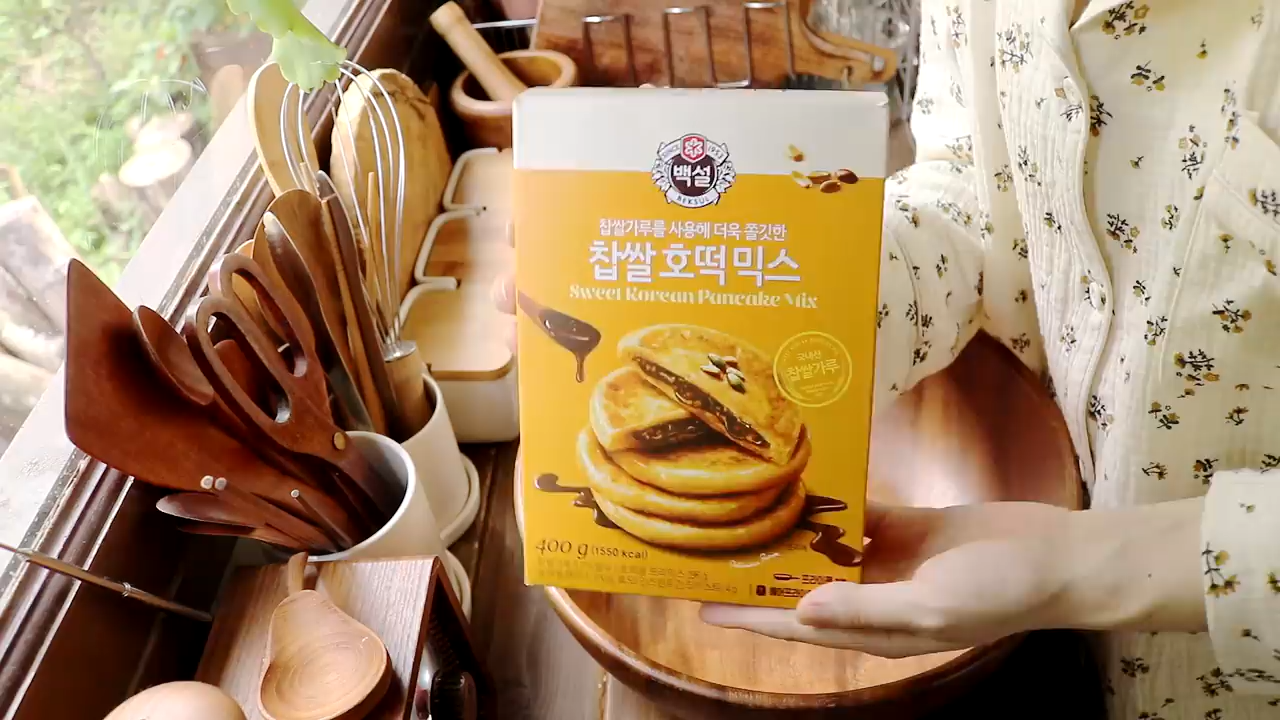 백설
BEKSUL
찹쌀가루를 사용해 더욱 쫄깃한
찹쌀호떡믹스
Sweet Korean Pancake Mix
국내산
찹쌀가루
400 g (1550 kcal)